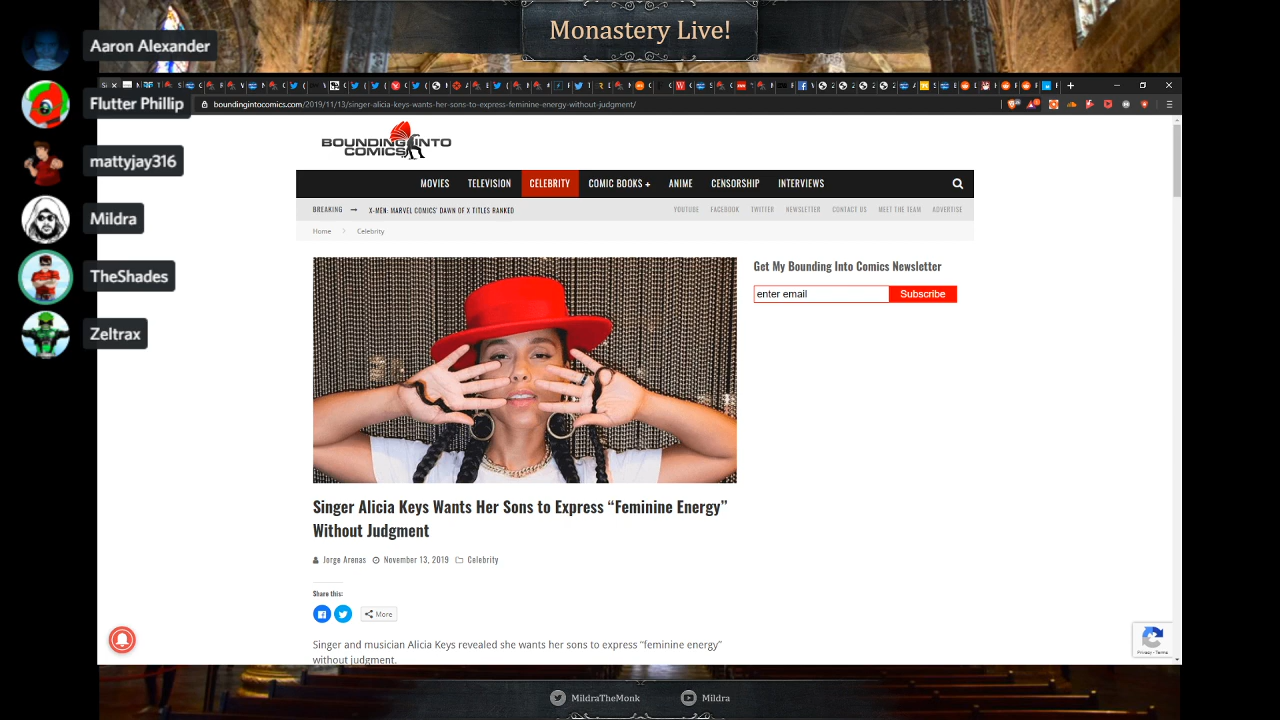 Monastery Live!
Aaron Alexander
Flutter Phillip
mattyjay316
Mildra
TheShades
Zeltrax
boundingintocomics.com/2019/11/13/singer-alicia-keys-wants-her-sons-to-express-feminine-energy-without-judgment/
BOUNDING INTO
COMICS
MOVIES TELEVISION CELEBRITY COMIC BOOKS + ANIME CENSORSHIP INTERVIEWS
BREAKING X-MEN: MARVEL COMICS' DAWN OF X TITLES RANKED YOUTUBE FACEBOOK TWITTER NEWSLETTER CONTACT US MEET THE TEAM ADVERTISE
Home Celebrity
Get My Bounding Into Comics Newsletter
enter email Subscribe
Singer Alicia Keys Wants Her Sons to Express “Feminine Energy”
Without Judgment
Jorge Arenas November 13, 2019 Celebrity
Share this:
More
Singer and musician Alicia Keys revealed she wants her sons to express “feminine energy”
without judgment.
Privacy - Terms
MildraTheMonk Mildra